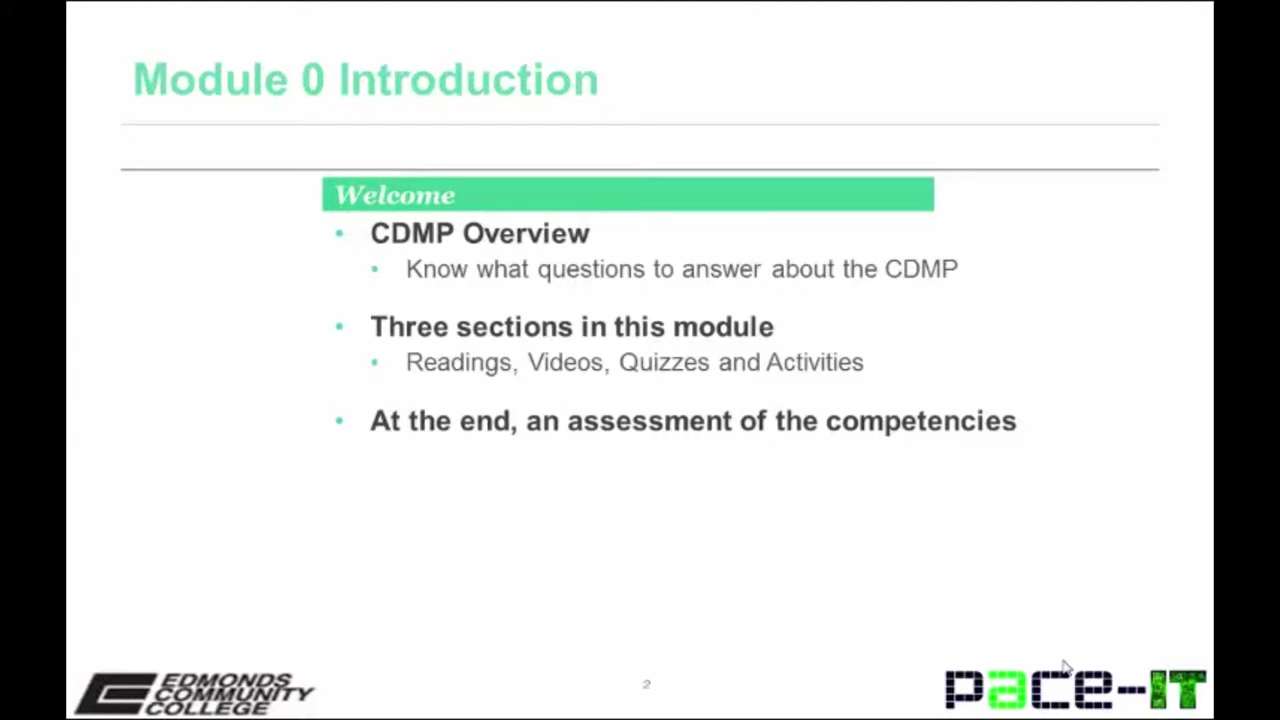 Module 0 Introduction
Welcome
• CDMP Overview
• Know what questions to answer about the CDMP
• Three sections in this module
• Readings, Videos, Quizzes and Activities
• At the end, an assessment of the competencies
EDMONDS
COMMUNITY
COLLEGE
2
pace-IT